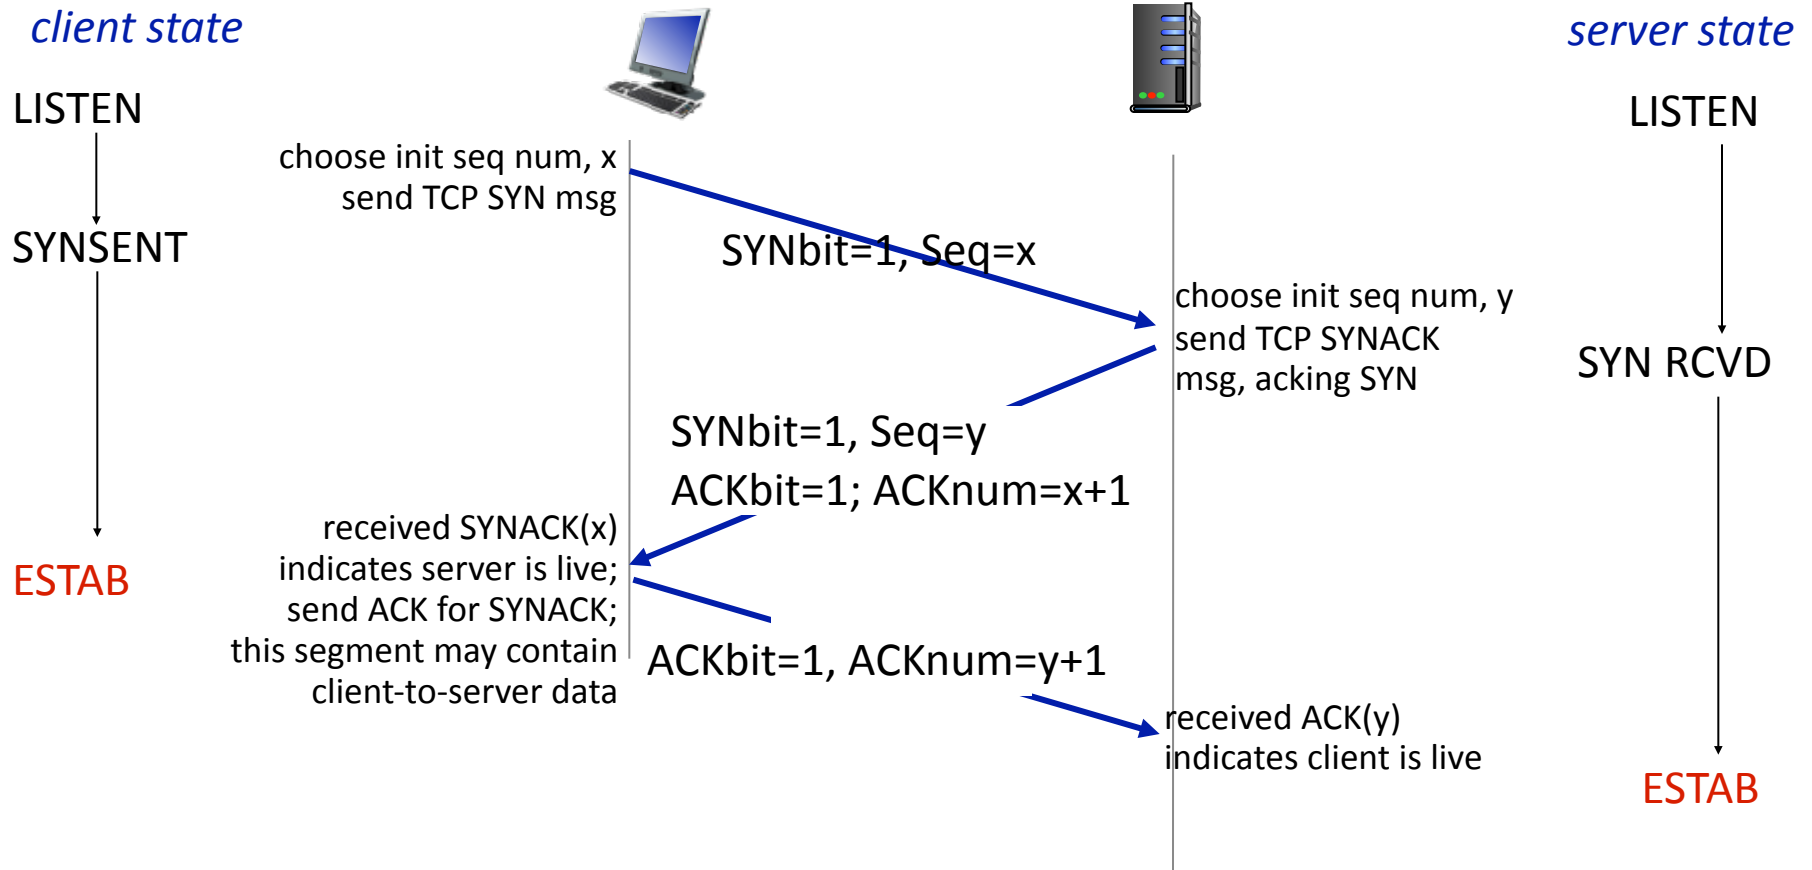 client state
server state
LISTEN
LISTEN
choose init seq num, x
send TCP SYN msg
SYNSENT
SYNbit=1, Seq=x
choose init seq num, y
send TCP SYNACK
msg, acking SYN
SYN RCVD
SYNbit=1, Seq=y
ACKbit=1; ACKnum=x+1
received SYNACK(x)
indicates server is live;
send ACK for SYNACK;
this segment may contain
client-to-server data
ESTAB
ACKbit=1, ACKnum=y+1
received ACK(y)
indicates client is live
ESTAB